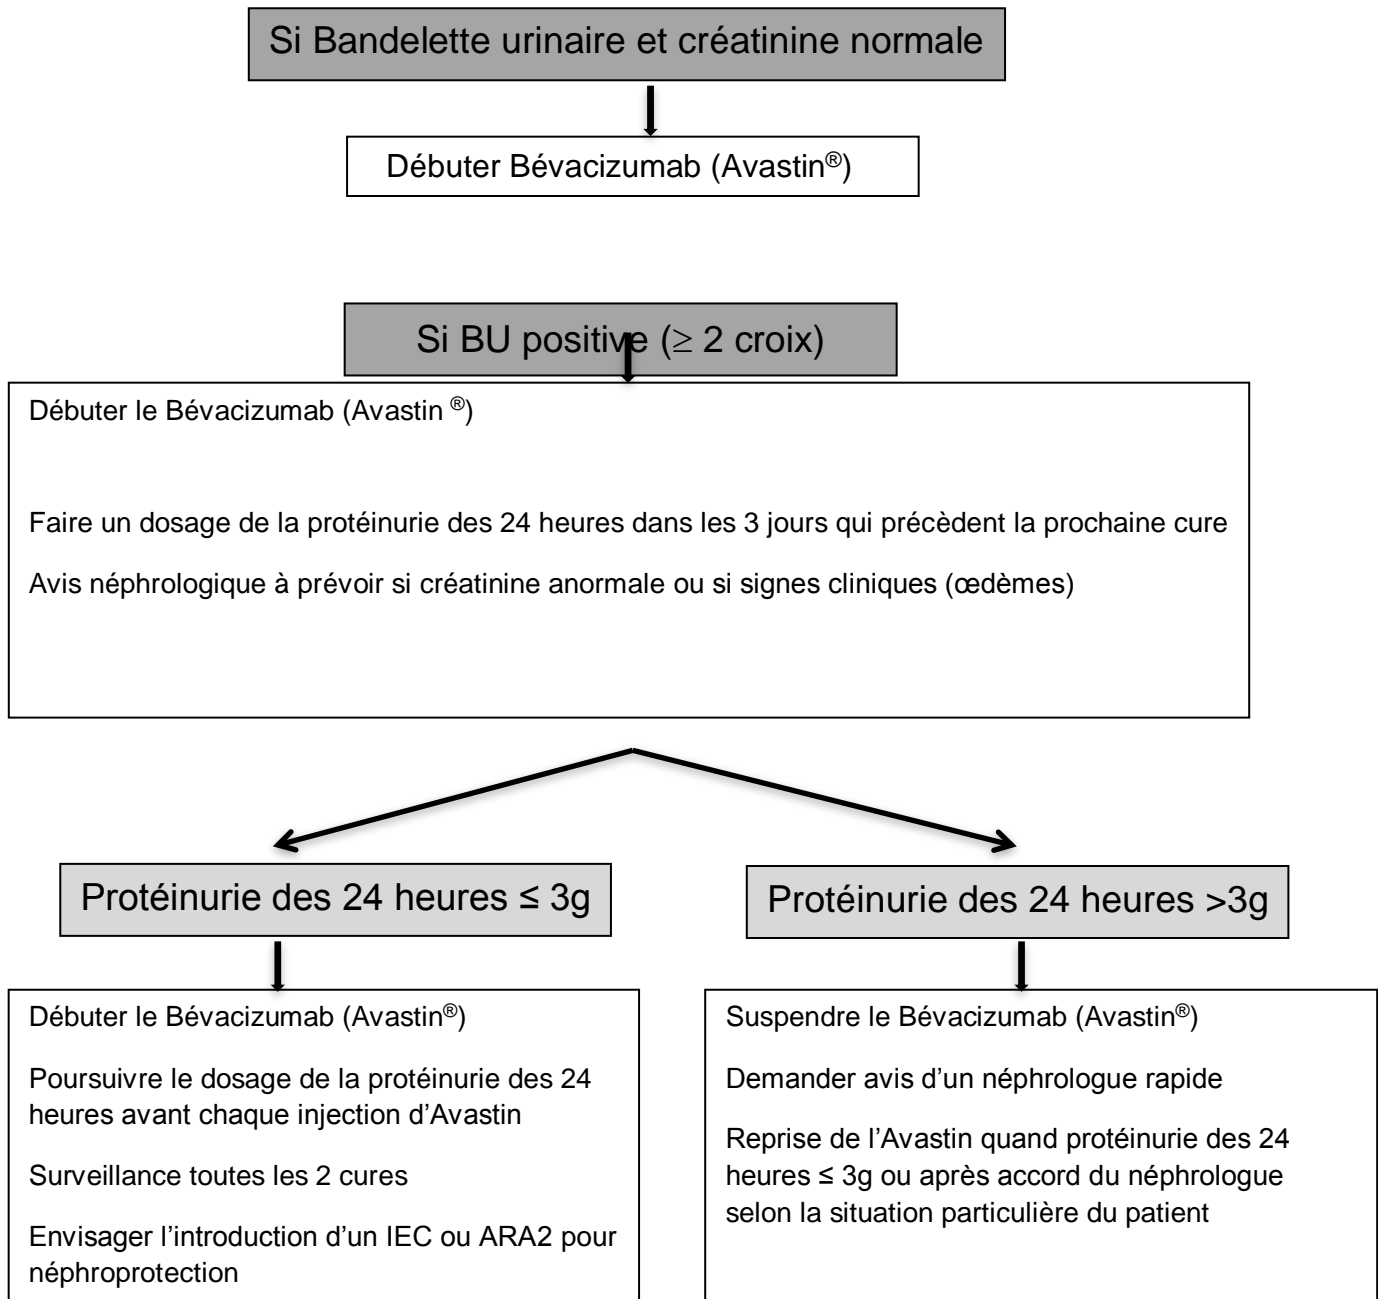 Si Bandelette urinaire et créatinine normale
Débuter Bévacizumab (Avastin®)
Si BU positive (≥ 2 croix)
Débuter le Bévacizumab (Avastin ®)
Faire un dosage de la protéinurie des 24 heures dans les 3 jours qui précèdent la prochaine cure
Avis néphrologique à prévoir si créatinine anormale ou si signes cliniques (œdèmes)
Protéinurie des 24 heures ≤ 3g
Débuter le Bévacizumab (Avastin®)
Poursuivre le dosage de la protéinurie des 24
heures avant chaque injection d’Avastin
Surveillance toutes les 2 cures
Envisager l’introduction d’un IEC ou ARA2 pour
néphroprotection
Protéinurie des 24 heures >3g
Suspendre le Bévacizumab (Avastin®)
Demander avis d’un néphrologue rapide
Reprise de l’Avastin quand protéinurie des 24
heures ≤ 3g ou après accord du néphrologue
selon la situation particulière du patient